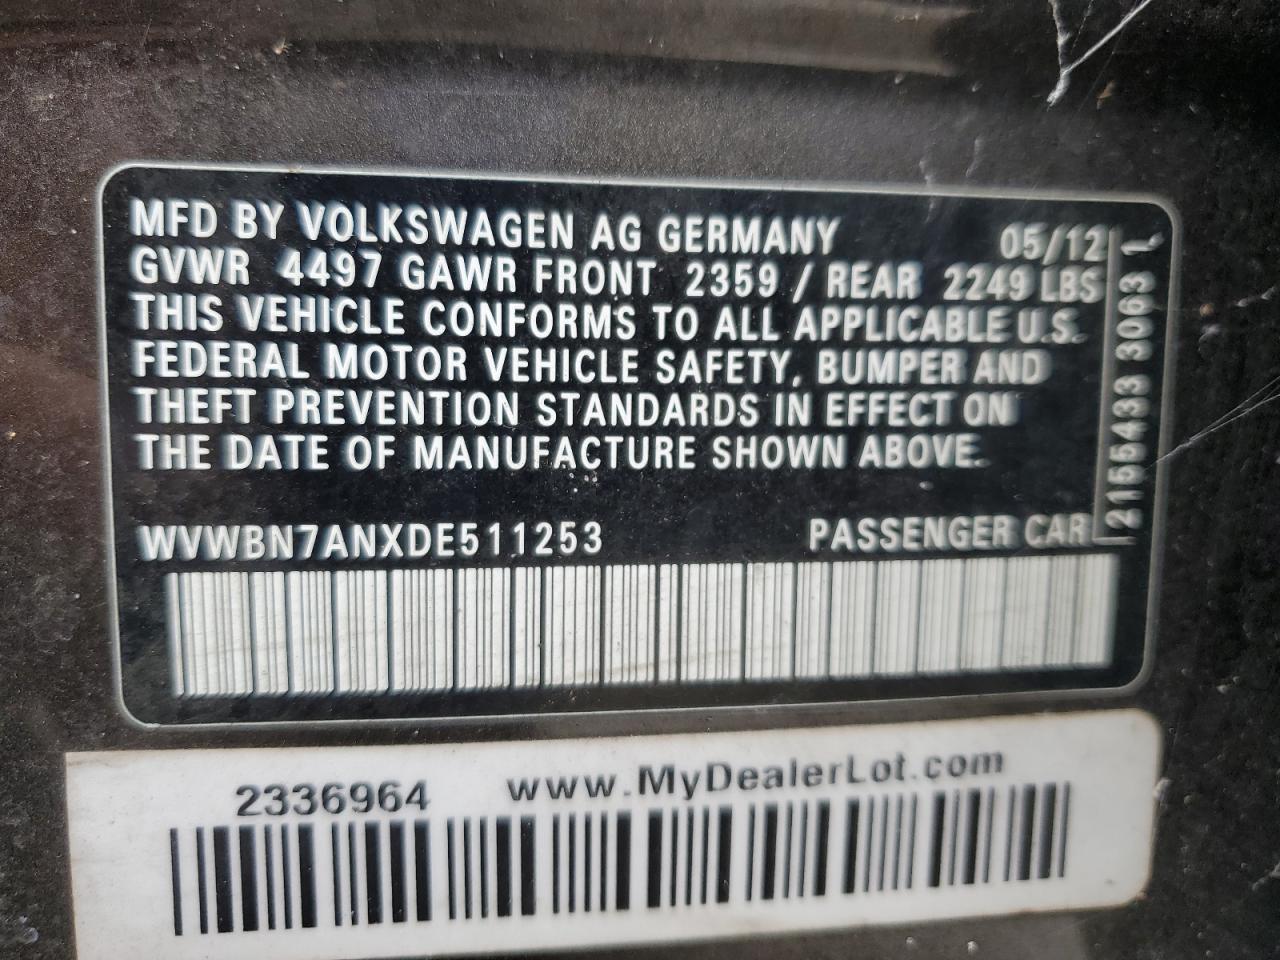 MFD BY VOLKSWAGEN AG GERMANY 05/12
GVWR 4497 GAWR FRONT 2359 / REAR 2249 LBS
THIS VEHICLE CONFORMS TO ALL APPLICABLE U.S.
FEDERAL MOTOR VEHICLE SAFETY, BUMPER AND
THEFT PREVENTION STANDARDS IN EFFECT ON
THE DATE OF MANUFACTURE SHOWN ABOVE.
WVWBN7ANXDE511253 PASSENGER CAR
2155433 3063 L
2336964 www.MyDealerLot.com